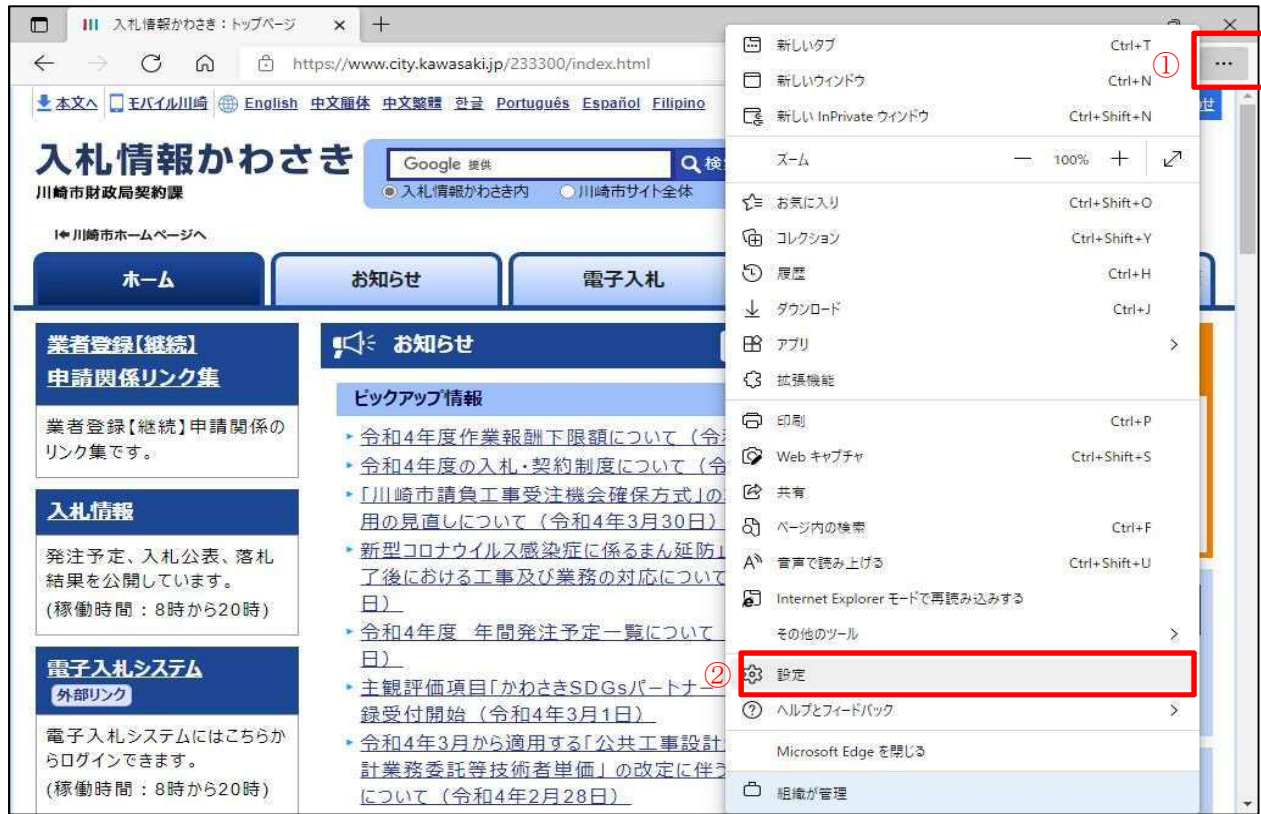 入札情報かわさき：トップページ
https://www.city.kawasaki.jp/233300/index.html
①
本文へ モバイル川崎 English 中文简体 中文繁體 한글 Português Español Filipino
入札情報かわさき
川崎市財政局契約課
Google 提供
検
入札情報かわさき内 川崎市サイト全体
川崎市ホームページへ
ホーム
お知らせ
電子入札
業者登録【継続】
申請関係リンク集
業者登録【継続】申請関係の
リンク集です。
入札情報
発注予定、入札公表、落札
結果を公開しています。
(稼働時間：8時から20時)
電子入札システム
外部リンク
電子入札システムにはこちらか
らログインできます。
(稼働時間：8時から20時)
お知らせ
ピックアップ情報
令和4年度作業報酬下限額について（令
令和4年度の入札・契約制度について（令
「川崎市請負工事受注機会確保方式」の
用の見直しについて（令和4年3月30日）
新型コロナウイルス感染症に係るまん延防
了後における工事及び業務の対応について
日）
令和4年度 年間発注予定一覧について
日）
主観評価項目「かわさきSDGsパートナー
録受付開始（令和4年3月1日）
令和4年3月から適用する「公共工事設計
計業務委託等技術者単価」の改定に伴う
について（令和4年2月28日）
新しいタブ Ctrl+T
新しいウィンドウ Ctrl+N
新しい InPrivate ウィンドウ Ctrl+Shift+N
ズーム 100%
お気に入り Ctrl+Shift+O
コレクション Ctrl+Shift+Y
履歴 Ctrl+H
ダウンロード Ctrl+J
アプリ
拡張機能
印刷 Ctrl+P
Web キャプチャ Ctrl+Shift+S
共有
ページ内の検索 Ctrl+F
音声で読み上げる Ctrl+Shift+U
Internet Explorer モードで再読み込みする
その他のツール
② 設定
ヘルプとフィードバック
Microsoft Edge を閉じる
組織が管理